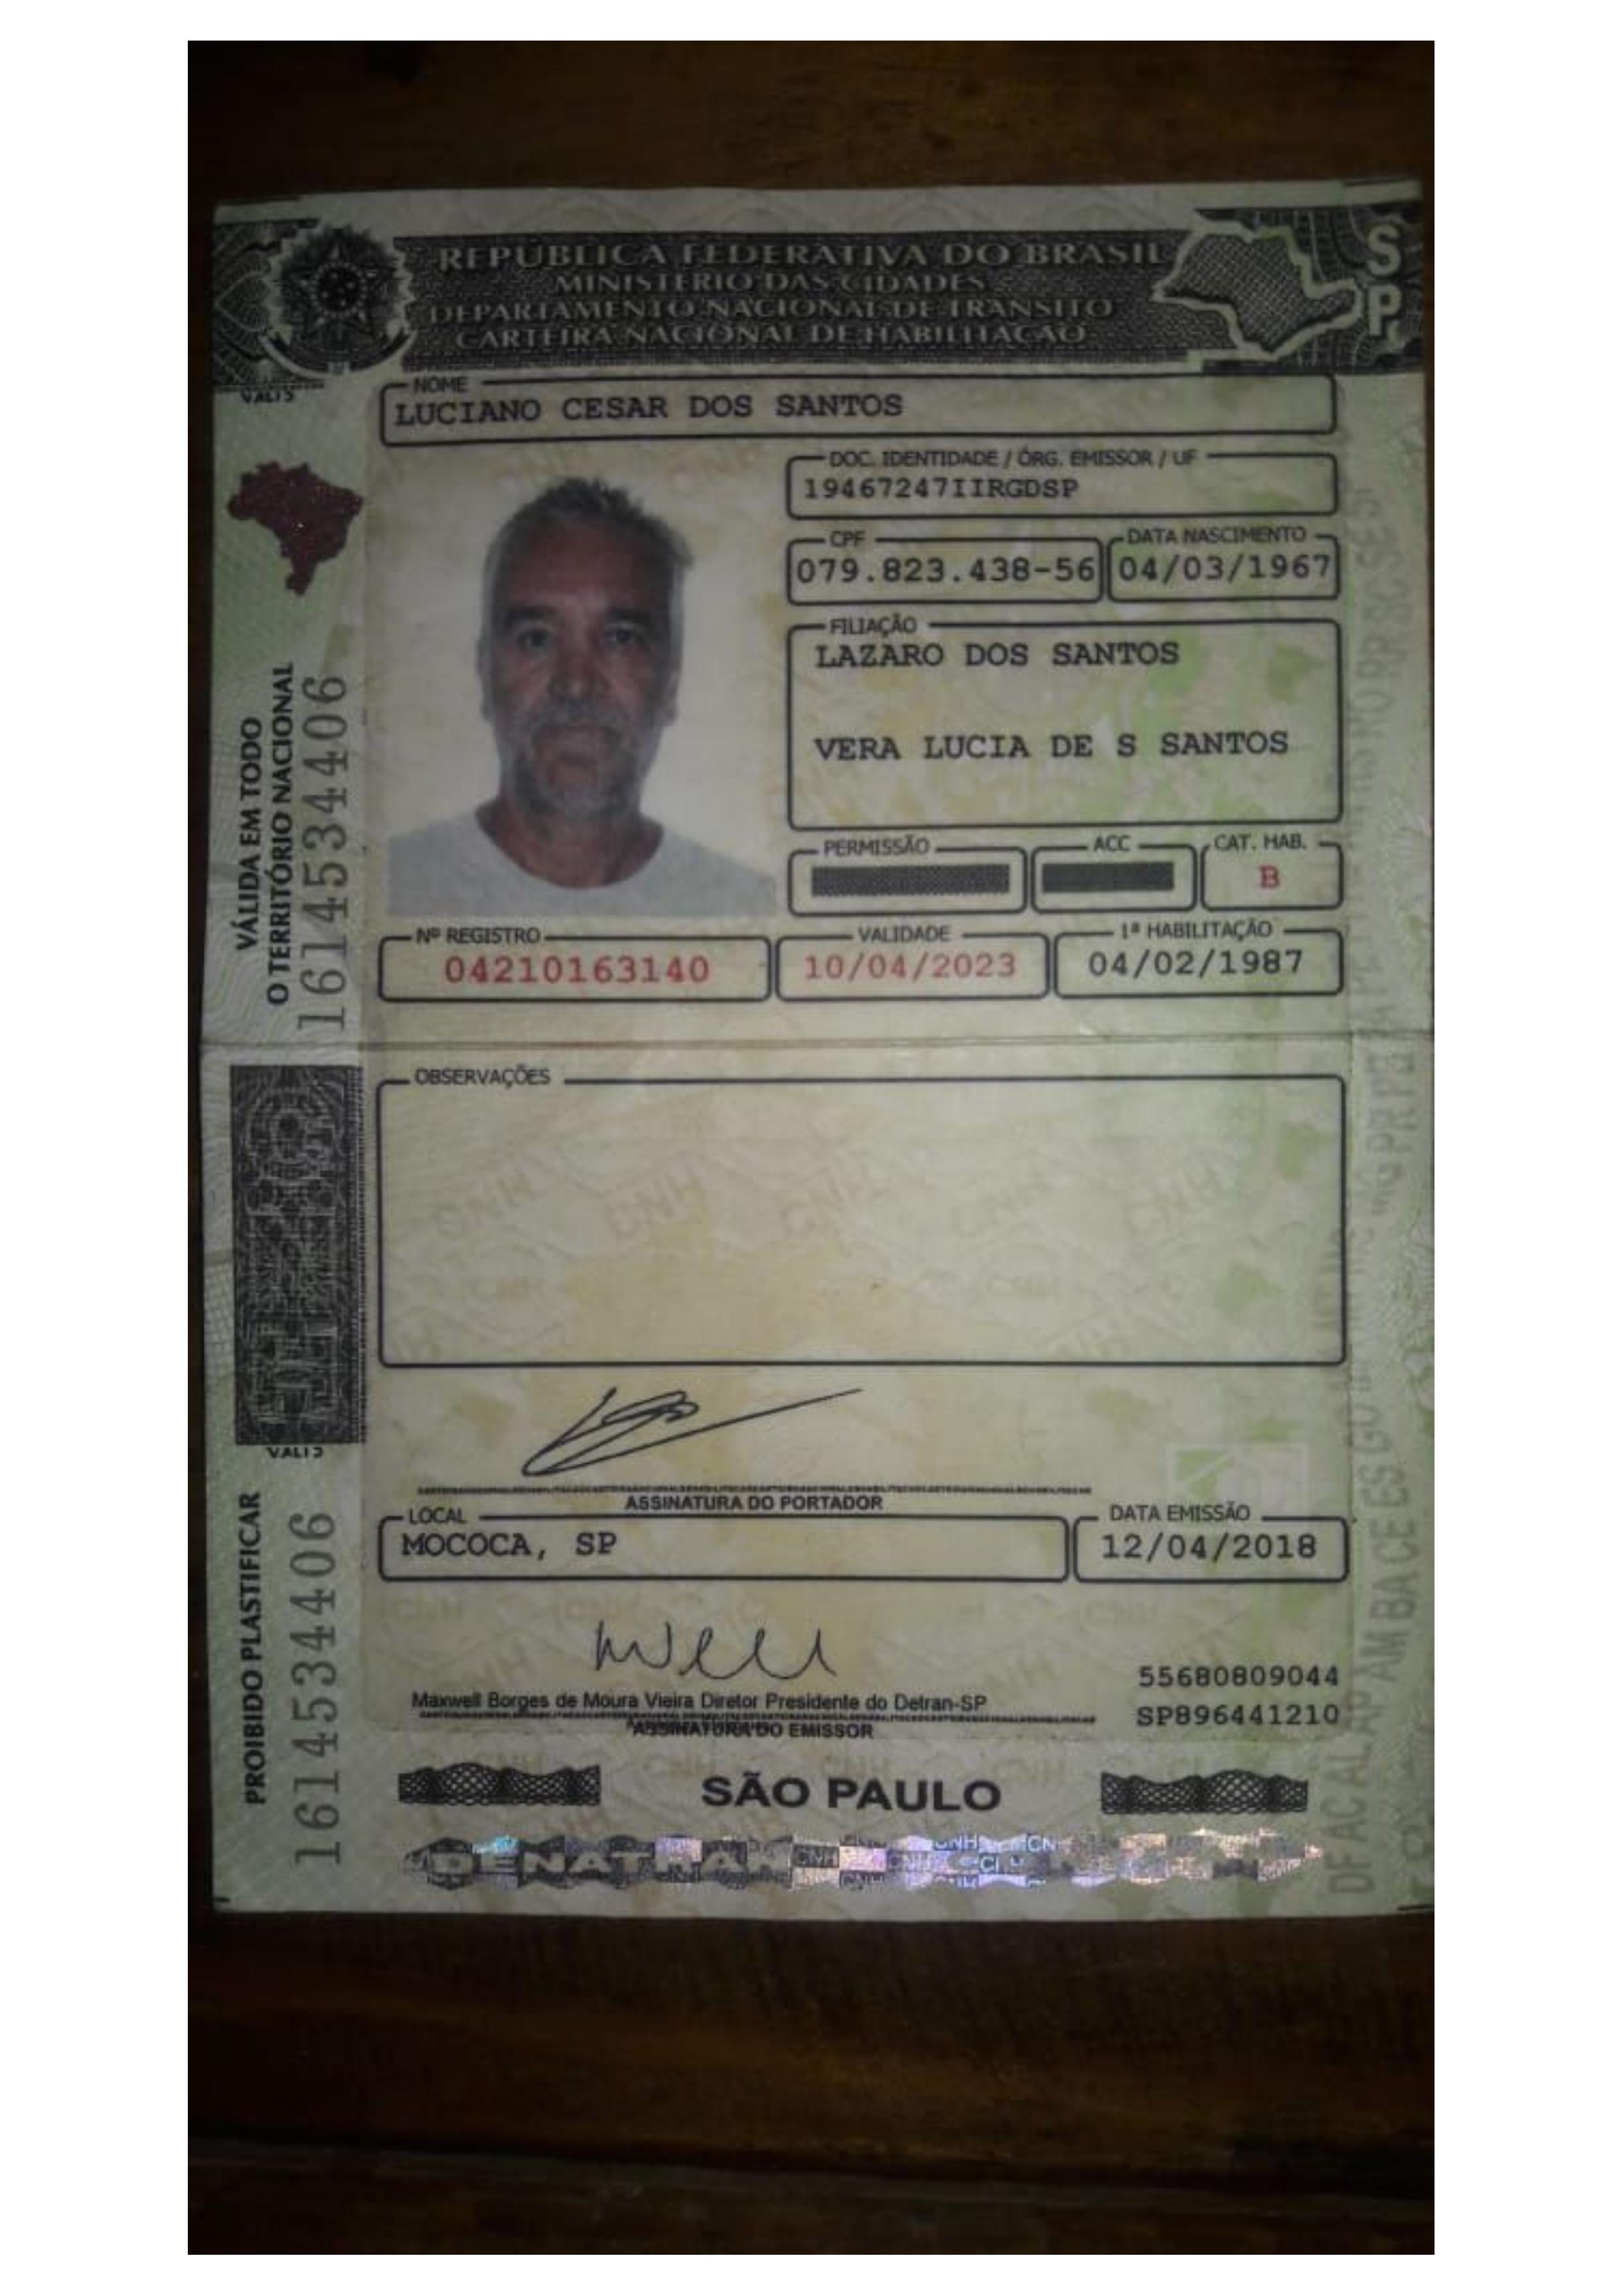 REPÚBLICA FEDERATIVA DO BRASIL
MINISTÉRIO DAS CIDADES
DEPARTAMENTO NACIONAL DE TRANSITO
CARTEIRA NACIONAL DE HABILITAÇÃO
SP
NOME
LUCIANO CESAR DOS SANTOS
DOC. IDENTIDADE / ÓRG. EMISSOR / UF
19467247IIRGDSP
CPF
079.823.438-56
DATA NASCIMENTO
04/03/1967
FILIAÇÃO
LAZARO DOS SANTOS
VERA LUCIA DE S SANTOS
PERMISSÃO
ACC
CAT. HAB.
B
Nº REGISTRO
04210163140
VALIDADE
10/04/2023
1ª HABILITAÇÃO
04/02/1987
VÁLIDA EM TODO
O TERRITÓRIO NACIONAL
1614534406
OBSERVAÇÕES
ASSINATURA DO PORTADOR
LOCAL
MOCOCA, SP
DATA EMISSÃO
12/04/2018
PROIBIDO PLASTIFICAR
1614534406
Maxwell Borges de Moura Vieira Diretor Presidente do Detran-SP
ASSINATURA DO EMISSOR
55680809044
SP896441210
SÃO PAULO
DENATRAN